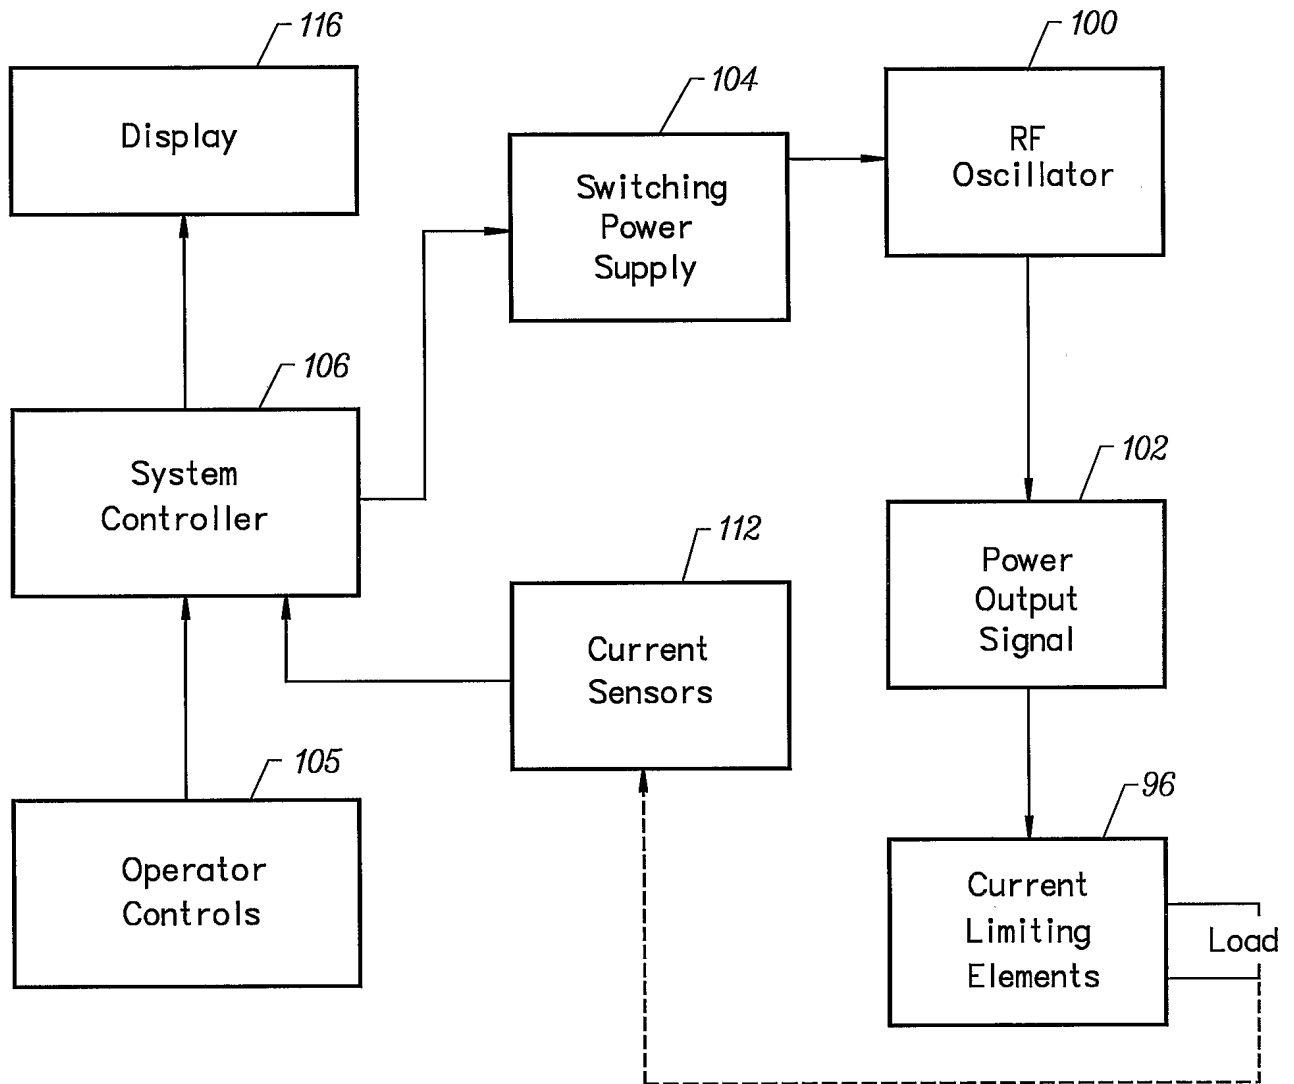 116
Display
104
Switching
Power
Supply
100
RF
Oscillator
106
System
Controller
112
Current
Sensors
102
Power
Output
Signal
105
Operator
Controls
96
Current
Limiting
Elements
Load